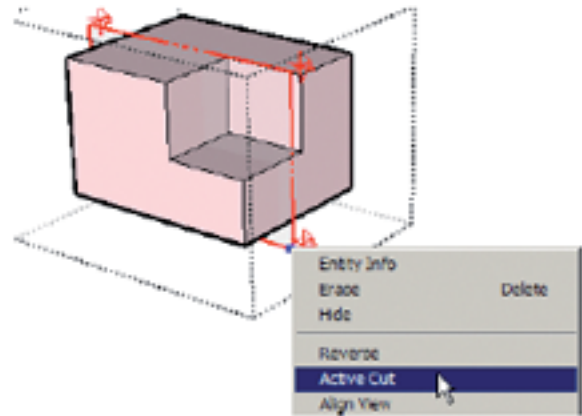 Entity Info
Erase Delete
Hide
Reverse
Active Cut
Align View